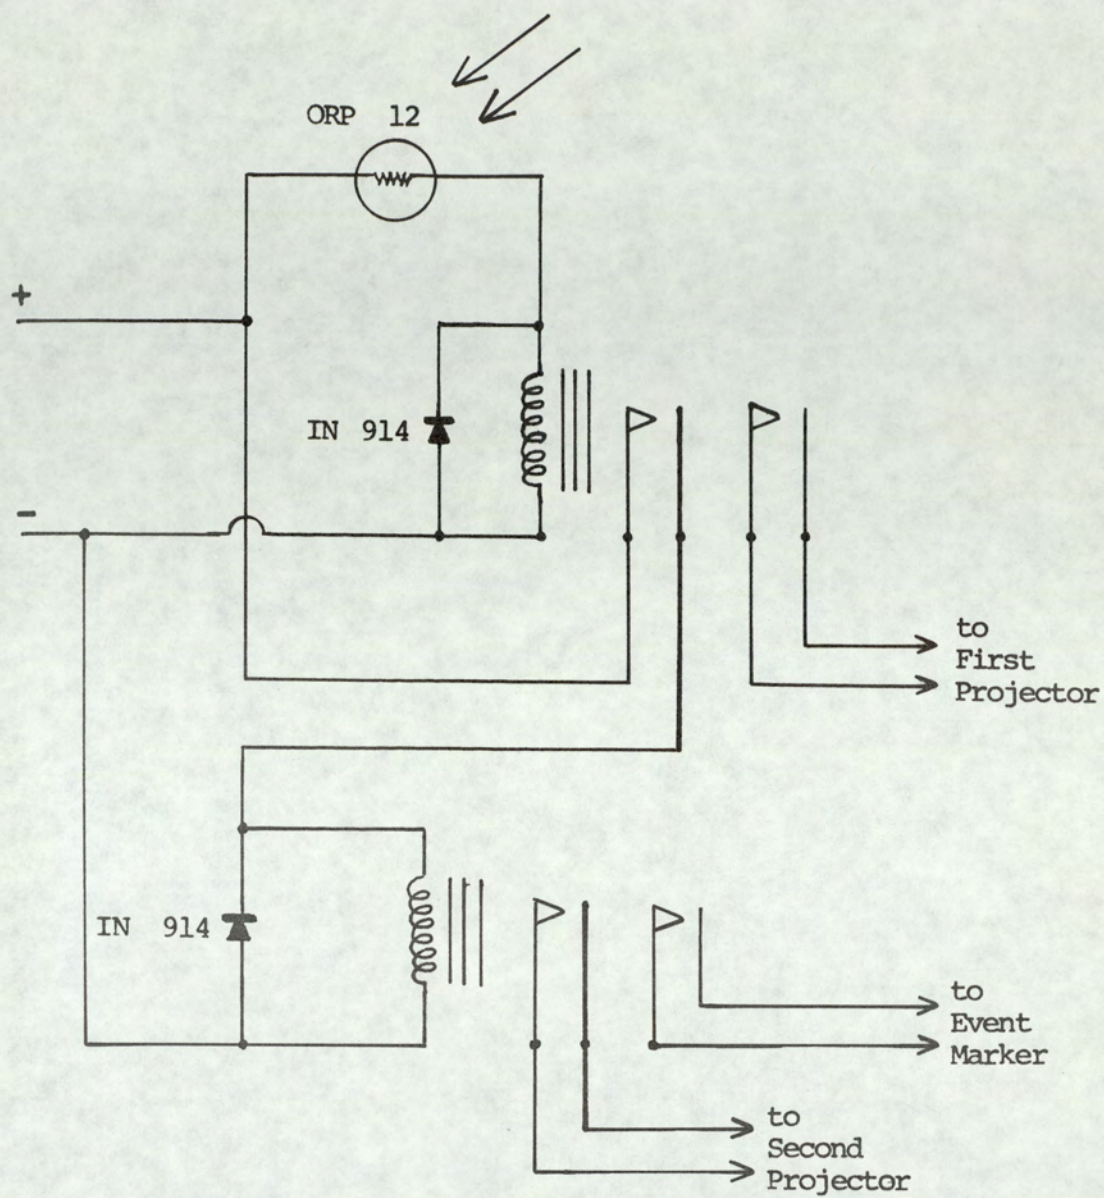 ORP 12
+
IN 914
-
to
First
Projector
IN 914
to
Event
Marker
to
Second
Projector